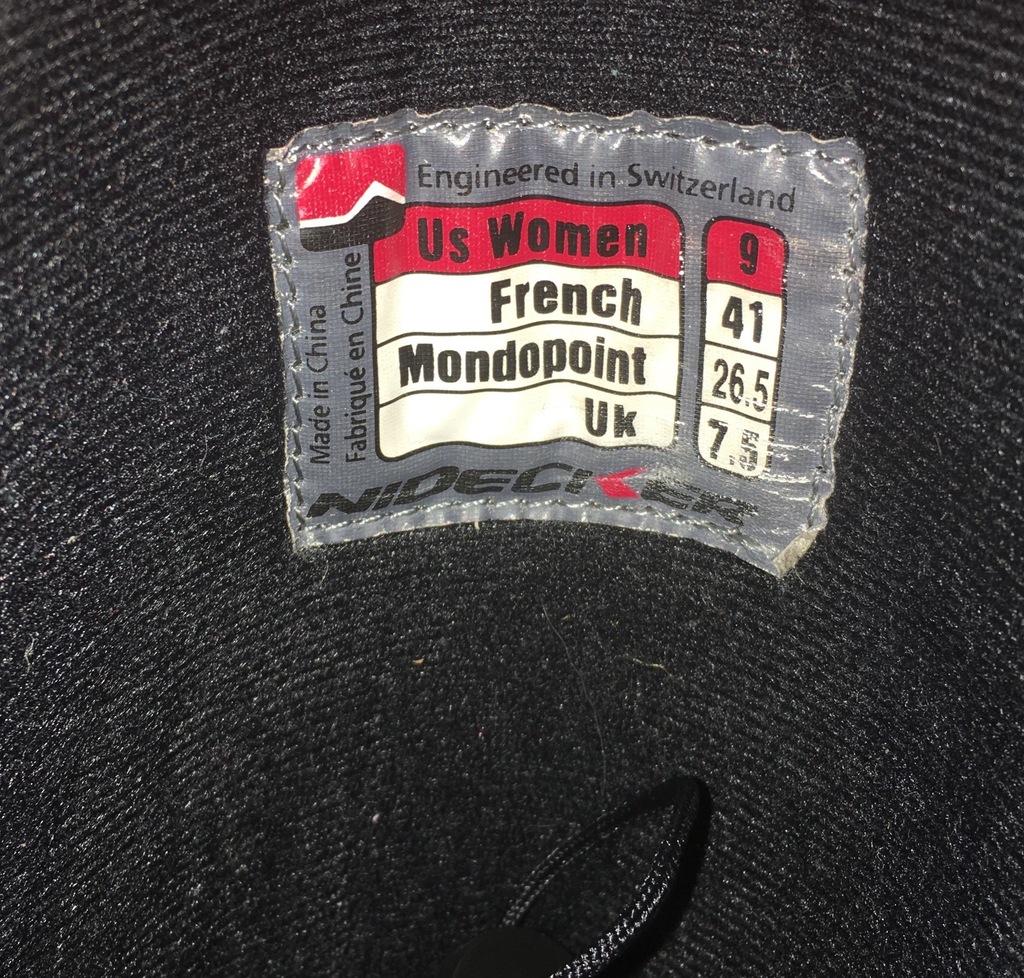 Engineered in Switzerland
Us Women 9
French 41
Mondopoint 26.5
Uk 7.5
Made in China
Fabriqué en Chine
NIDECKER